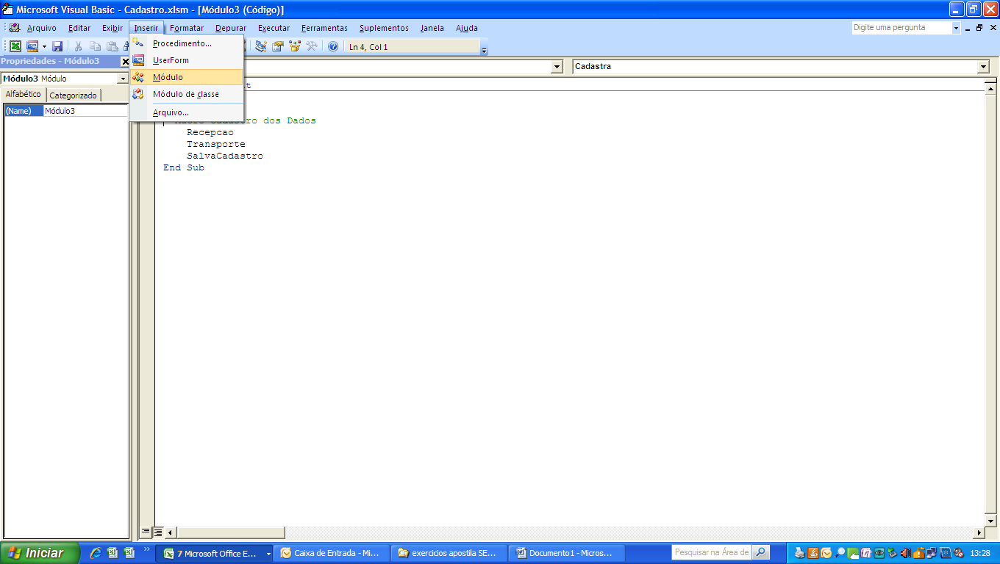 Microsoft Visual Basic - Cadastro.xlsm - [Módulo3 (Código)]
Arquivo Editar Exibir Inserir Formatar Depurar Executar Ferramentas Suplementos Janela Ajuda Digite uma pergunta
Ln 4, Col 1
Propriedades - Módulo3
Módulo3 Módulo
Alfabético Categorizado
(Name) Módulo3
Procedimento...
UserForm
Módulo
Módulo de classe
Arquivo...
Cadastra
dos Dados
Recepcao
Transporte
SalvaCadastro
End Sub
Iniciar
7 Microsoft Office E...
Caixa de Entrada - Mi...
exercicios apostila SE...
Documento1 - Micros...
Pesquisar na Área de
13:28